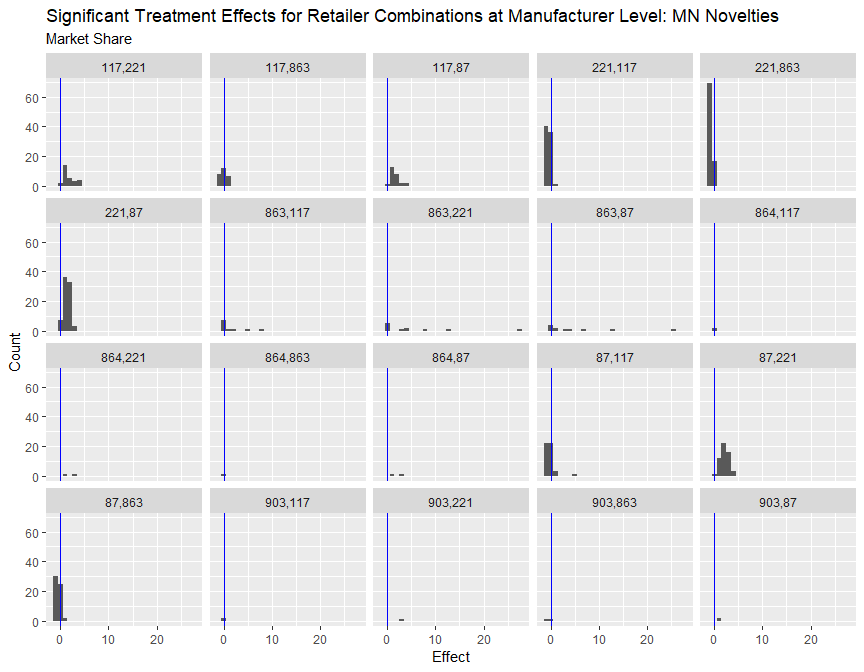 Significant Treatment Effects for Retailer Combinations at Manufacturer Level: MN Novelties
Market Share
117,221 117,863 117,87 221,117 221,863
60
40
20
0
221,87 863,117 863,221 863,87 864,117
60
40
20
0
Count
864,221 864,863 864,87 87,117 87,221
60
40
20
0
87,863 903,117 903,221 903,863 903,87
60
40
20
0
0 10 20 0 10 20 0 10 20 0 10 20 0 10 20
Effect